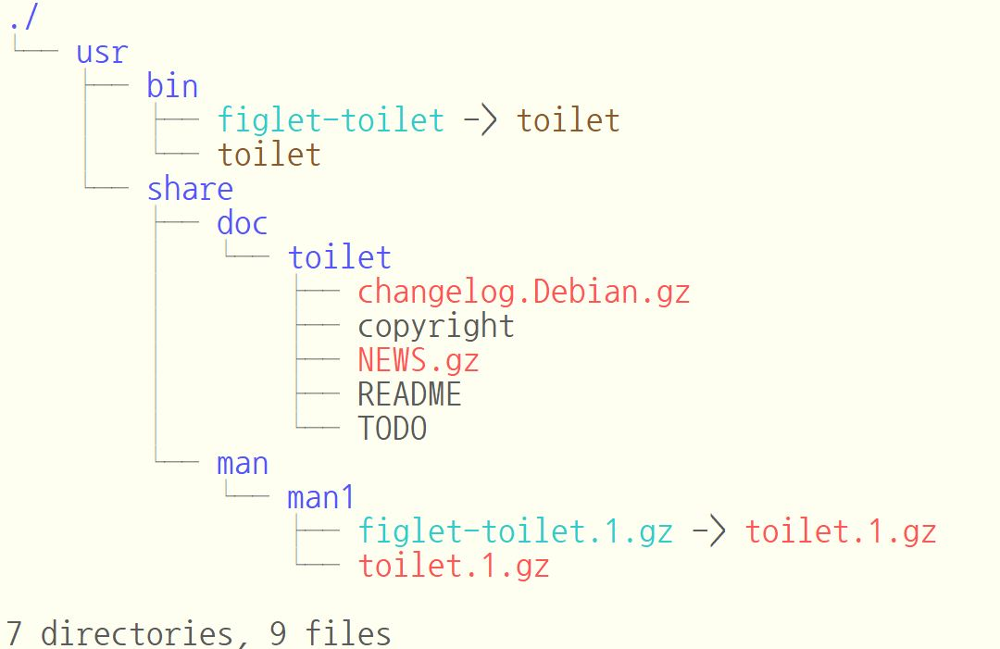 ./
└── usr
    ├── bin
    │   ├── figlet-toilet -> toilet
    │   └── toilet
    └── share
        ├── doc
        │   └── toilet
        │       ├── changelog.Debian.gz
        │       ├── copyright
        │       ├── NEWS.gz
        │       ├── README
        │       └── TODO
        └── man
            └── man1
                ├── figlet-toilet.1.gz -> toilet.1.gz
                └── toilet.1.gz

7 directories, 9 files